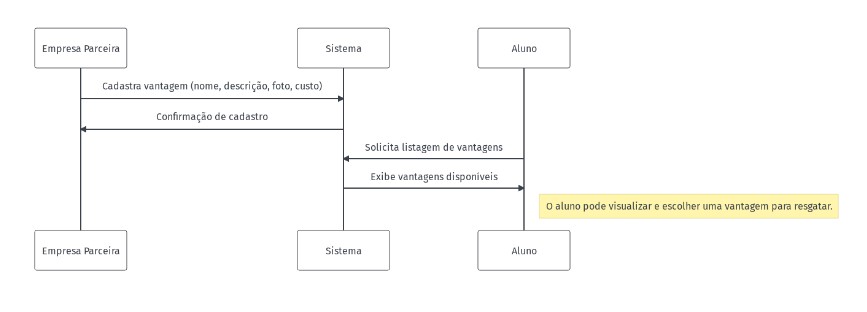 Empresa Parceira
Sistema
Aluno
Cadastra vantagem (nome, descrição, foto, custo)
Confirmação de cadastro
Solicita listagem de vantagens
Exibe vantagens disponíveis
O aluno pode visualizar e escolher uma vantagem para resgatar.
Empresa Parceira
Sistema
Aluno